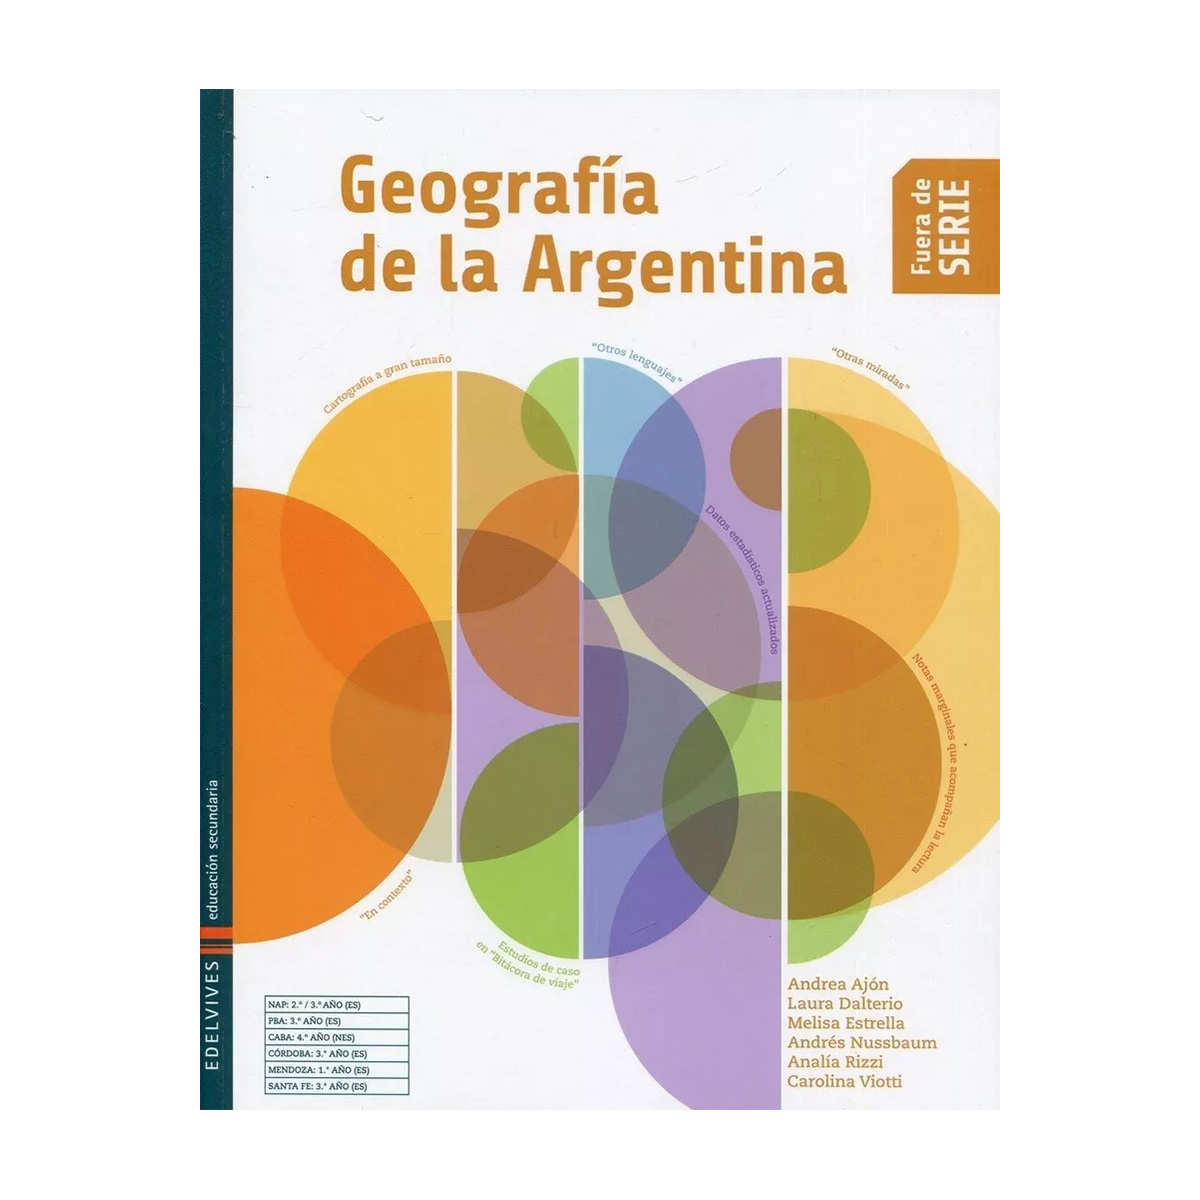 Geografía
de la Argentina
Fuera de
SERIE
Cartografía a gran tamaño
"Otros lenguajes"
"Otras miradas"
Datos estadísticos actualizados
Notas marginales que acompañan la lectura
"En contexto"
Estudios de caso
en "Bitácora de viaje"
educación secundaria
EDELVIVES
NAP: 2.° / 3.° AÑO (ES)
PBA: 3.° AÑO (ES)
CABA: 4.° AÑO (NES)
CÓRDOBA: 3.° AÑO (ES)
MENDOZA: 1.° AÑO (ES)
SANTA FE: 3.° AÑO (ES)
Andrea Ajón
Laura Dalterio
Melisa Estrella
Andrés Nussbaum
Analía Rizzi
Carolina Viotti